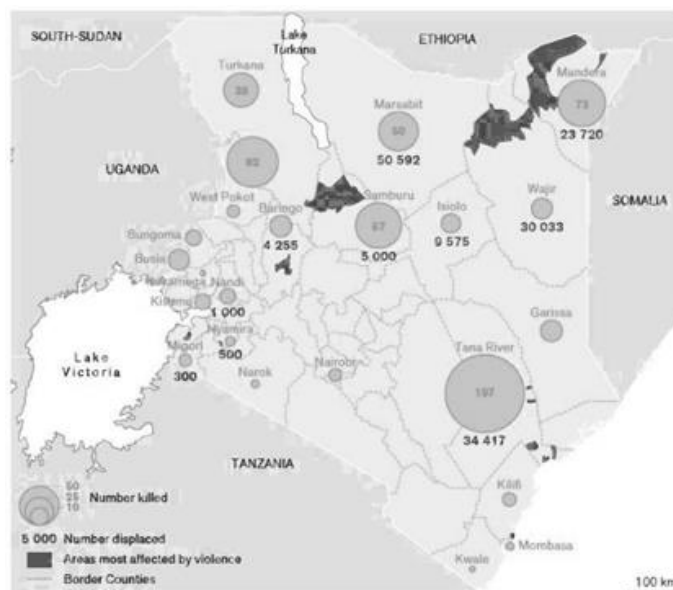 SOUTH-SUDAN
Lake
Turkana
ETHIOPIA
Turkana
Mandera
73
23 720
Marsabit
50
50 592
UGANDA
SOMALIA
West Pokot
Baringo
4 255
Samburu
67
5 000
Isiolo
9 575
Wajir
30 033
Bungoma
Busia
Nandi
1 000
Garissa
Lake
Victoria
Migori
300
Nyamira
500
Narok
Nairobi
Tana River
197
34 417
TANZANIA
Kilifi
Mombasa
Kwale
50
25
10
Number killed
5 000 Number displaced
Areas most affected by violence
Border Counties
100 km